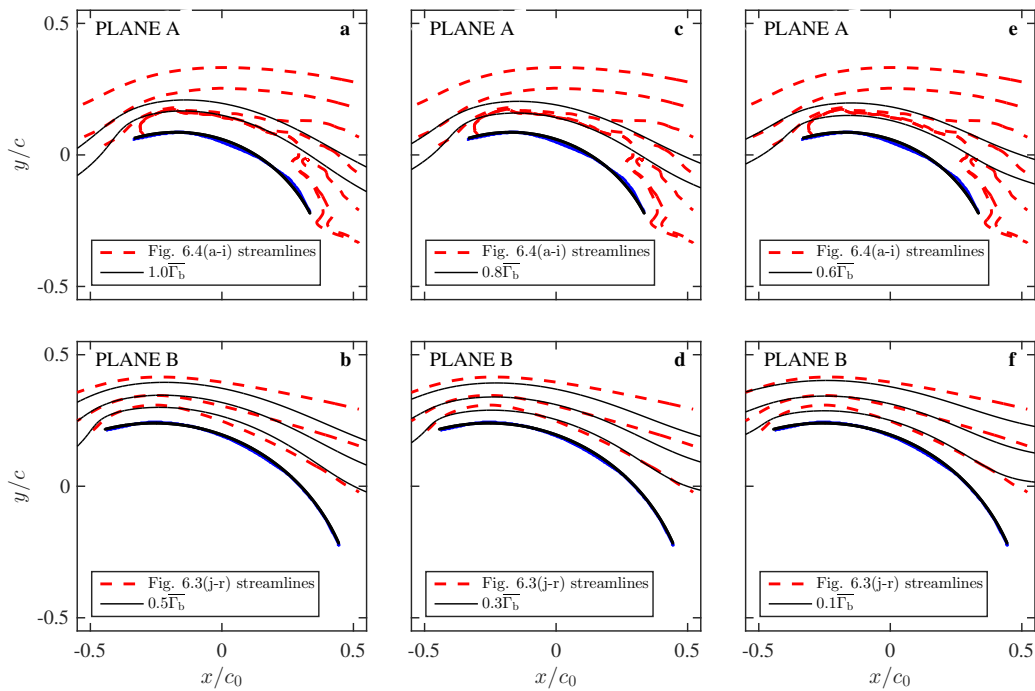 PLANE A a
0.5
0
-0.5
y/c
Fig. 6.4(a-i) streamlines
1.0Γ̅b̅
PLANE A c
Fig. 6.4(a-i) streamlines
0.8Γ̅b̅
PLANE A e
Fig. 6.4(a-i) streamlines
0.6Γ̅b̅
PLANE B b
0.5
0
-0.5
y/c
Fig. 6.3(j-r) streamlines
0.5Γ̅b̅
-0.5 0 0.5
x/c0
PLANE B d
Fig. 6.3(j-r) streamlines
0.3Γ̅b̅
-0.5 0 0.5
x/c0
PLANE B f
Fig. 6.3(j-r) streamlines
0.1Γ̅b̅
-0.5 0 0.5
x/c0